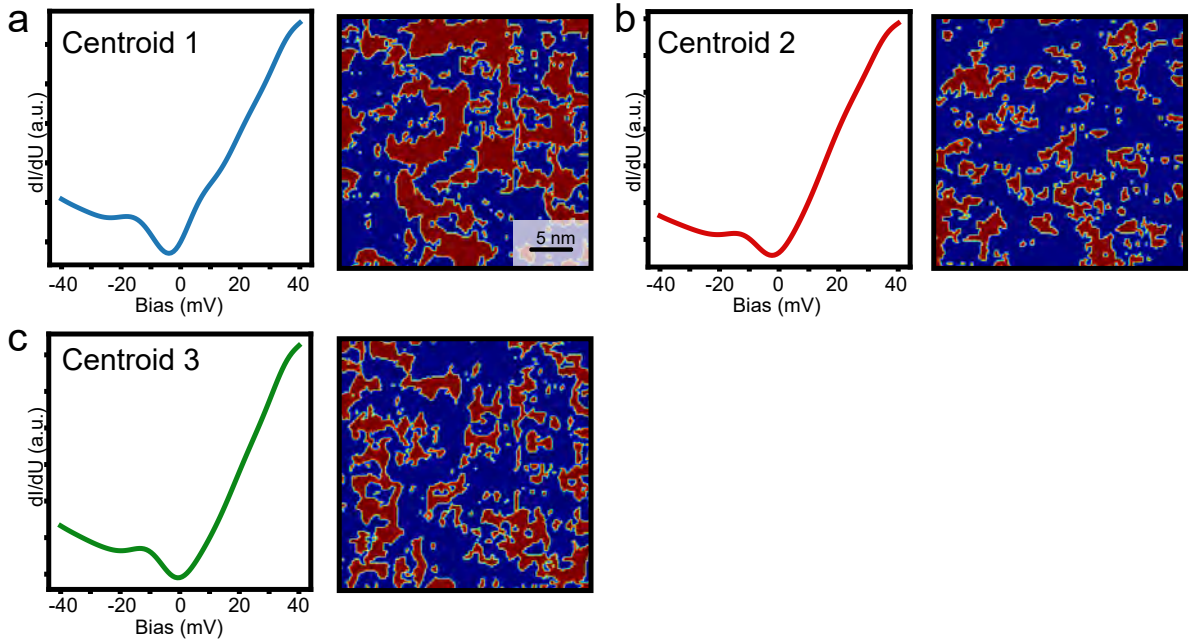 a
Centroid 1
dI/dU (a.u.)
-40 -20 0 20 40
Bias (mV)
5 nm
b
Centroid 2
dI/dU (a.u.)
-40 -20 0 20 40
Bias (mV)
c
Centroid 3
dI/dU (a.u.)
-40 -20 0 20 40
Bias (mV)